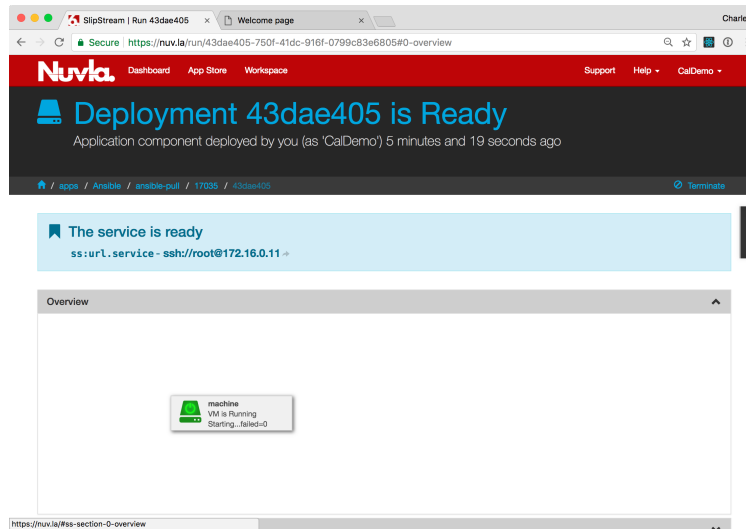 SlipStream | Run 43dae405
Welcome page
Charle
Secure
https://nuv.la/run/43dae405-750f-41dc-916f-0799c83e6805#0-overview
Nuvla.
Dashboard
App Store
Workspace
Support
Help
CalDemo
Deployment 43dae405 is Ready
Application component deployed by you (as 'CalDemo') 5 minutes and 19 seconds ago
/ apps / Ansible / ansible-pull / 17035 / 43dae405
Terminate
The service is ready
ss:url.service - ssh://root@172.16.0.11
Overview
machine
VM is Running
Starting...failed=0
https://nuv.la/#ss-section-0-overview